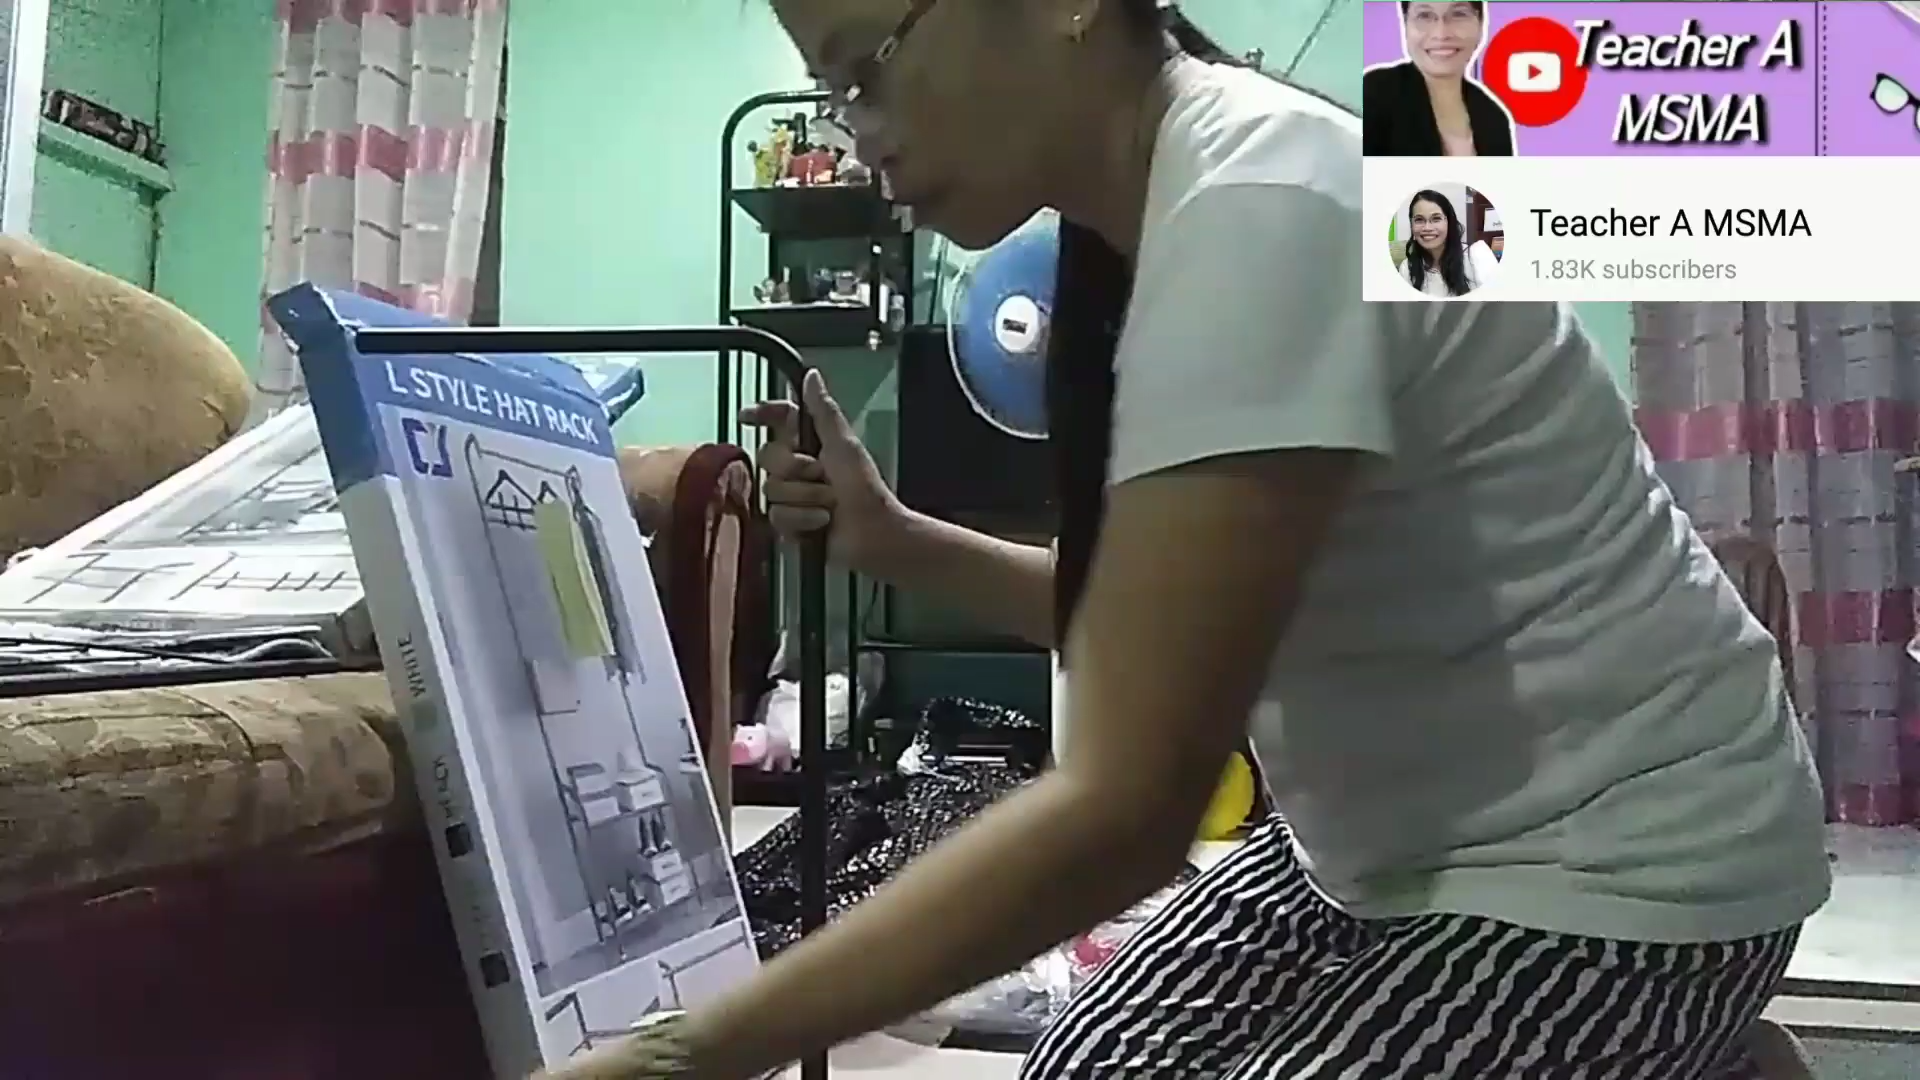 Teacher A
MSMA
Teacher A MSMA
1.83K subscribers
L STYLE HAT RACK
WHITE
BLACK